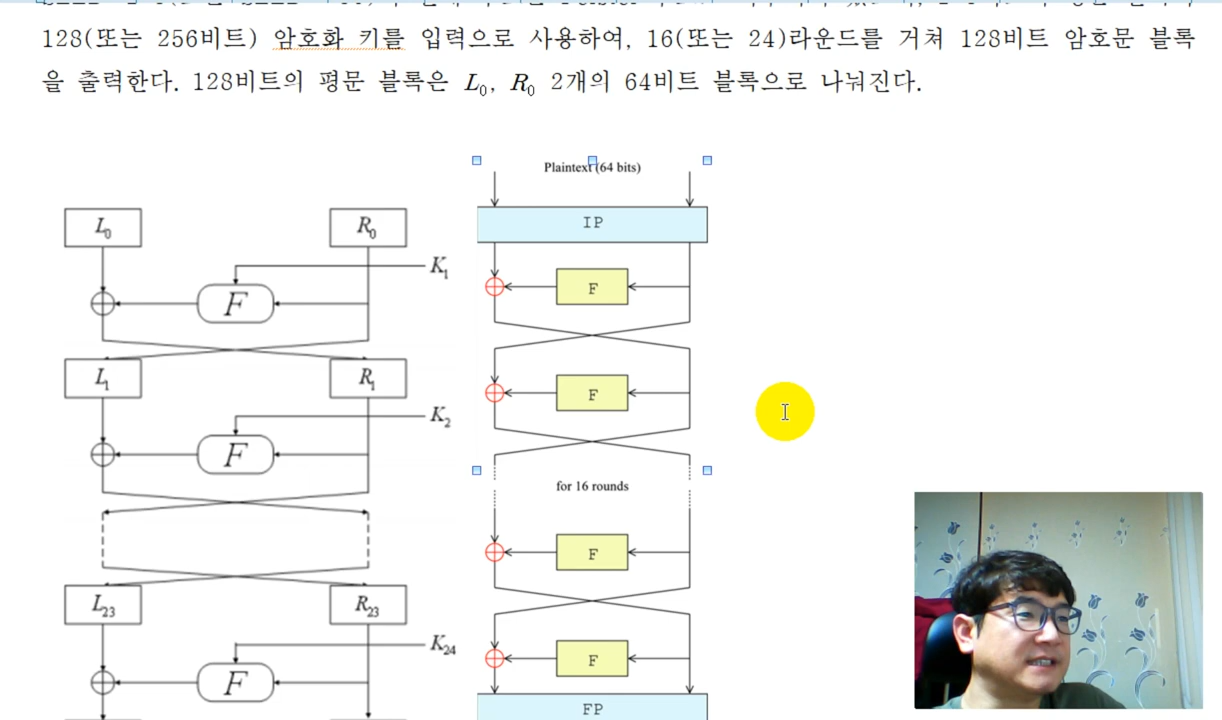 128(또는 256비트) 암호화 키를 입력으로 사용하여, 16(또는 24)라운드를 거쳐 128비트 암호문 블록
을 출력한다. 128비트의 평문 블록은 L₀, R₀ 2개의 64비트 블록으로 나눠진다.
Plaintext (64 bits)
L₀
R₀
IP
K₁
F
F
L₁
R₁
F
K₂
F
for 16 rounds
F
L₂₃
R₂₃
K₂₄
F
F
FP